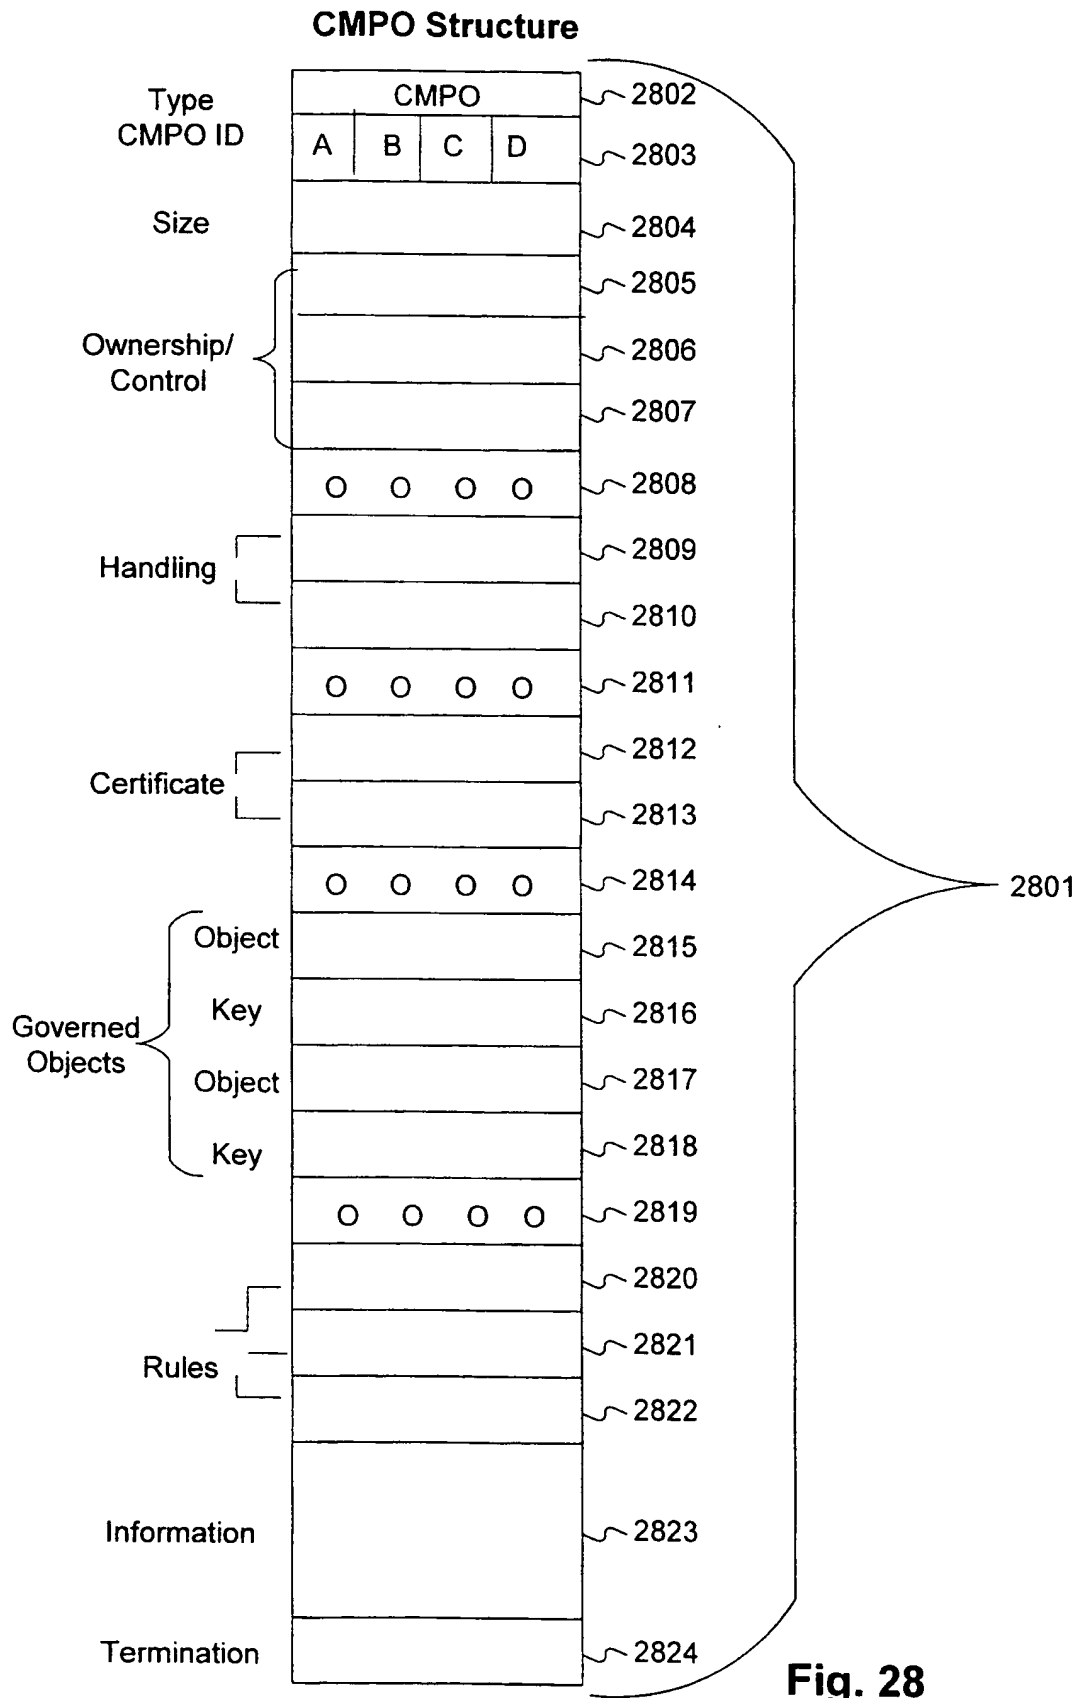 CMPO Structure
Type
CMPO ID
CMPO
2802
A B C D
2803
Size
2804
2805
Ownership/
Control
2806
2807
O O O O
2808
Handling
2809
2810
O O O O
2811
Certificate
2812
2813
O O O O
2814
2801
Governed
Objects
Object
2815
Key
2816
Object
2817
Key
2818
O O O O
2819
2820
Rules
2821
2822
Information
2823
Termination
2824
Fig. 28